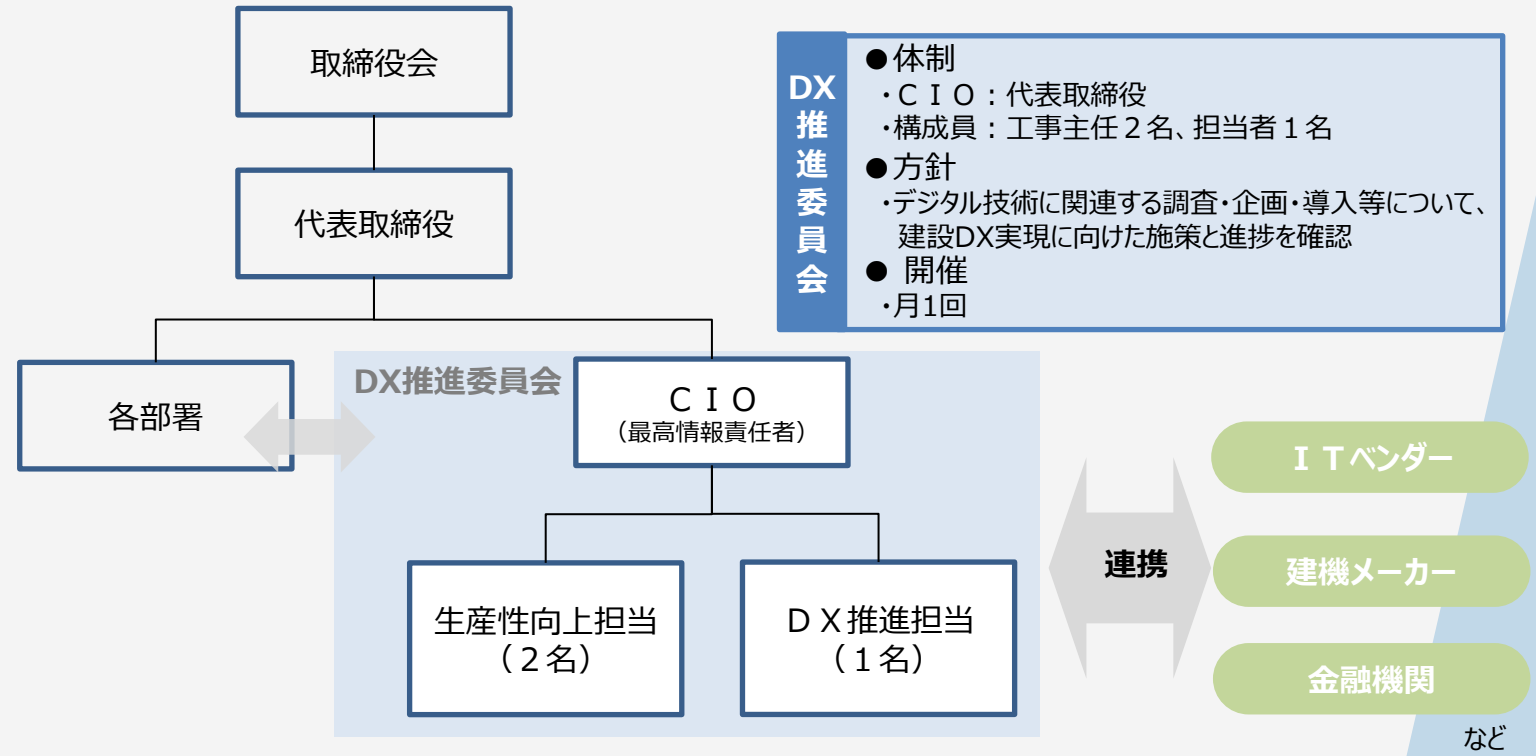 取締役会
代表取締役
DX
推
進
委
員
会
●体制
・ＣＩＯ：代表取締役
・構成員：工事主任２名、担当者１名
●方針
・デジタル技術に関連する調査・企画・導入等について、
建設DX実現に向けた施策と進捗を確認
● 開催
・月1回
各部署
DX推進委員会
ＣＩＯ
（最高情報責任者）
生産性向上担当
（２名）
ＤＸ推進担当
（１名）
連携
ＩＴベンダー
建機メーカー
金融機関
など